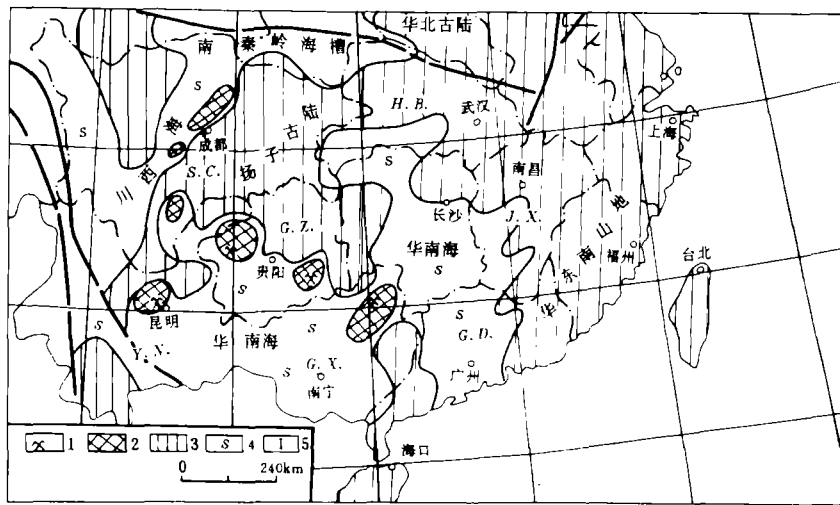 华北古陆
南秦岭海槽
S
H.B.
武汉
上海
S
海
成都
扬子古陆
S
川西
S.C.
南昌
长沙
J.X.
G.Z.
华南海
S
华东南山地
福州
台北
贵阳
S
S
昆明
S
华南海
S
G.D.
Y.N.
S
G.X.
南宁
广州
1 2 3 S 4 I 5
0 240km
海口